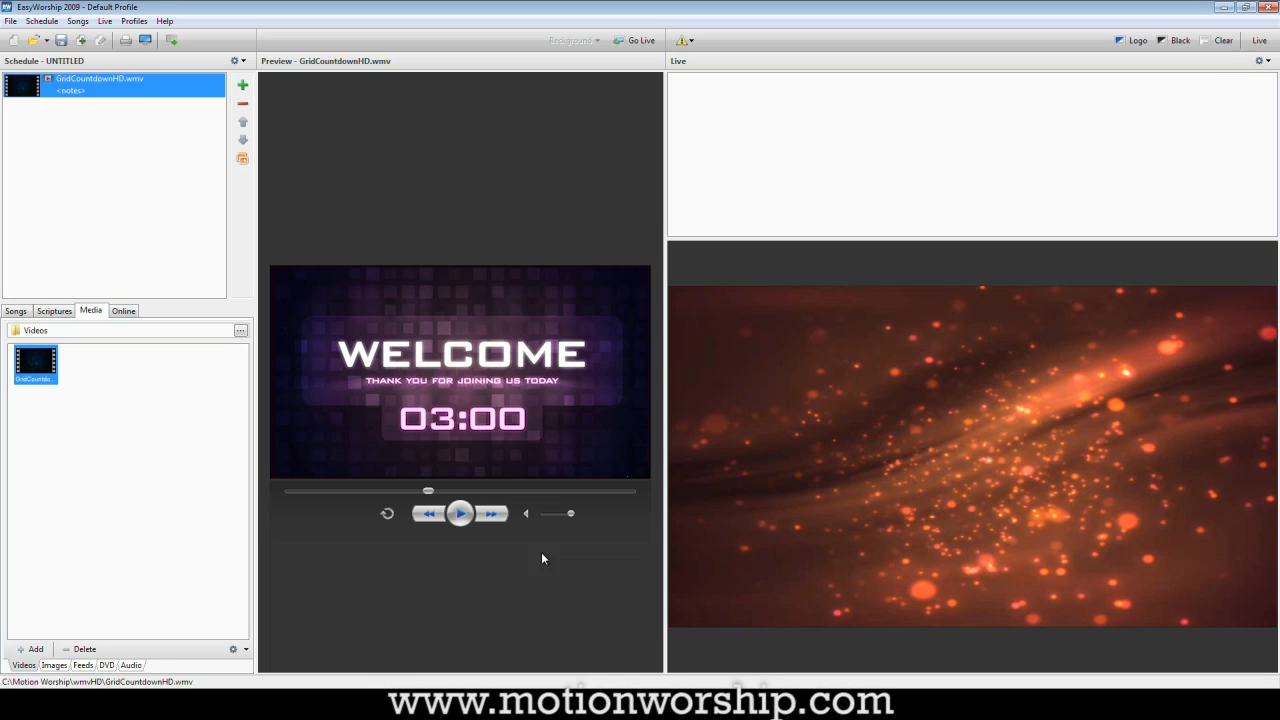 EasyWorship 2009 - Default Profile
File Schedule Songs Live Profiles Help
Background Go Live Logo Black Clear Live
Schedule - UNTITLED
Preview - GridCountdownHD.wmv
Live
GridCountdownHD.wmv
<notes>
WELCOME
THANK YOU FOR JOINING US TODAY
03:00
Songs Scriptures Media Online
Videos
GridCountdo...
Add Delete
Videos Images Feeds DVD Audio
C:\Motion Worship\wmvHD\GridCountdownHD.wmv
www.motionworship.com